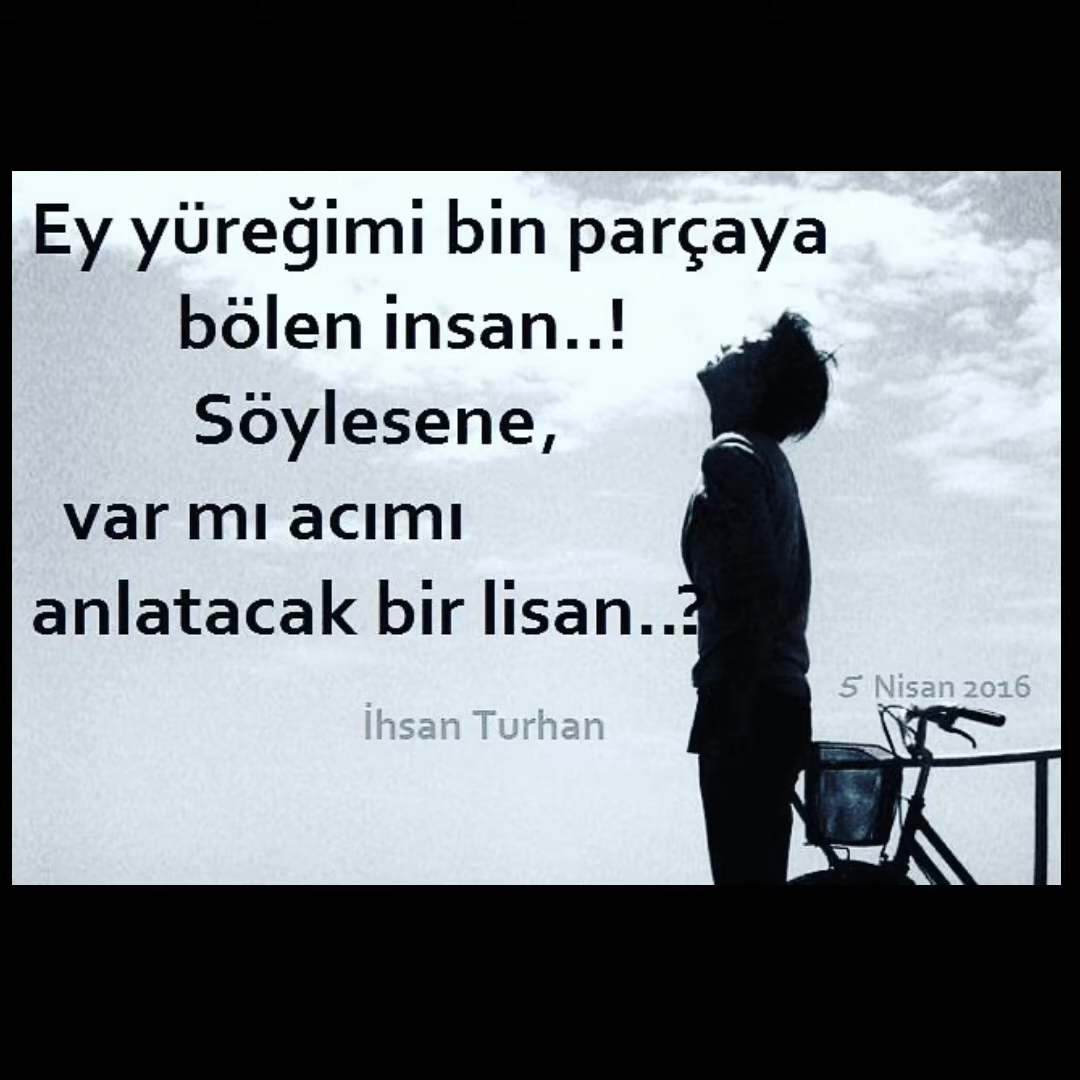 Ey yüreğimi bin parçaya
bölen insan..!
Söylesene,
var mı acımı
anlatacak bir lisan..?
5 Nisan 2016
İhsan Turhan